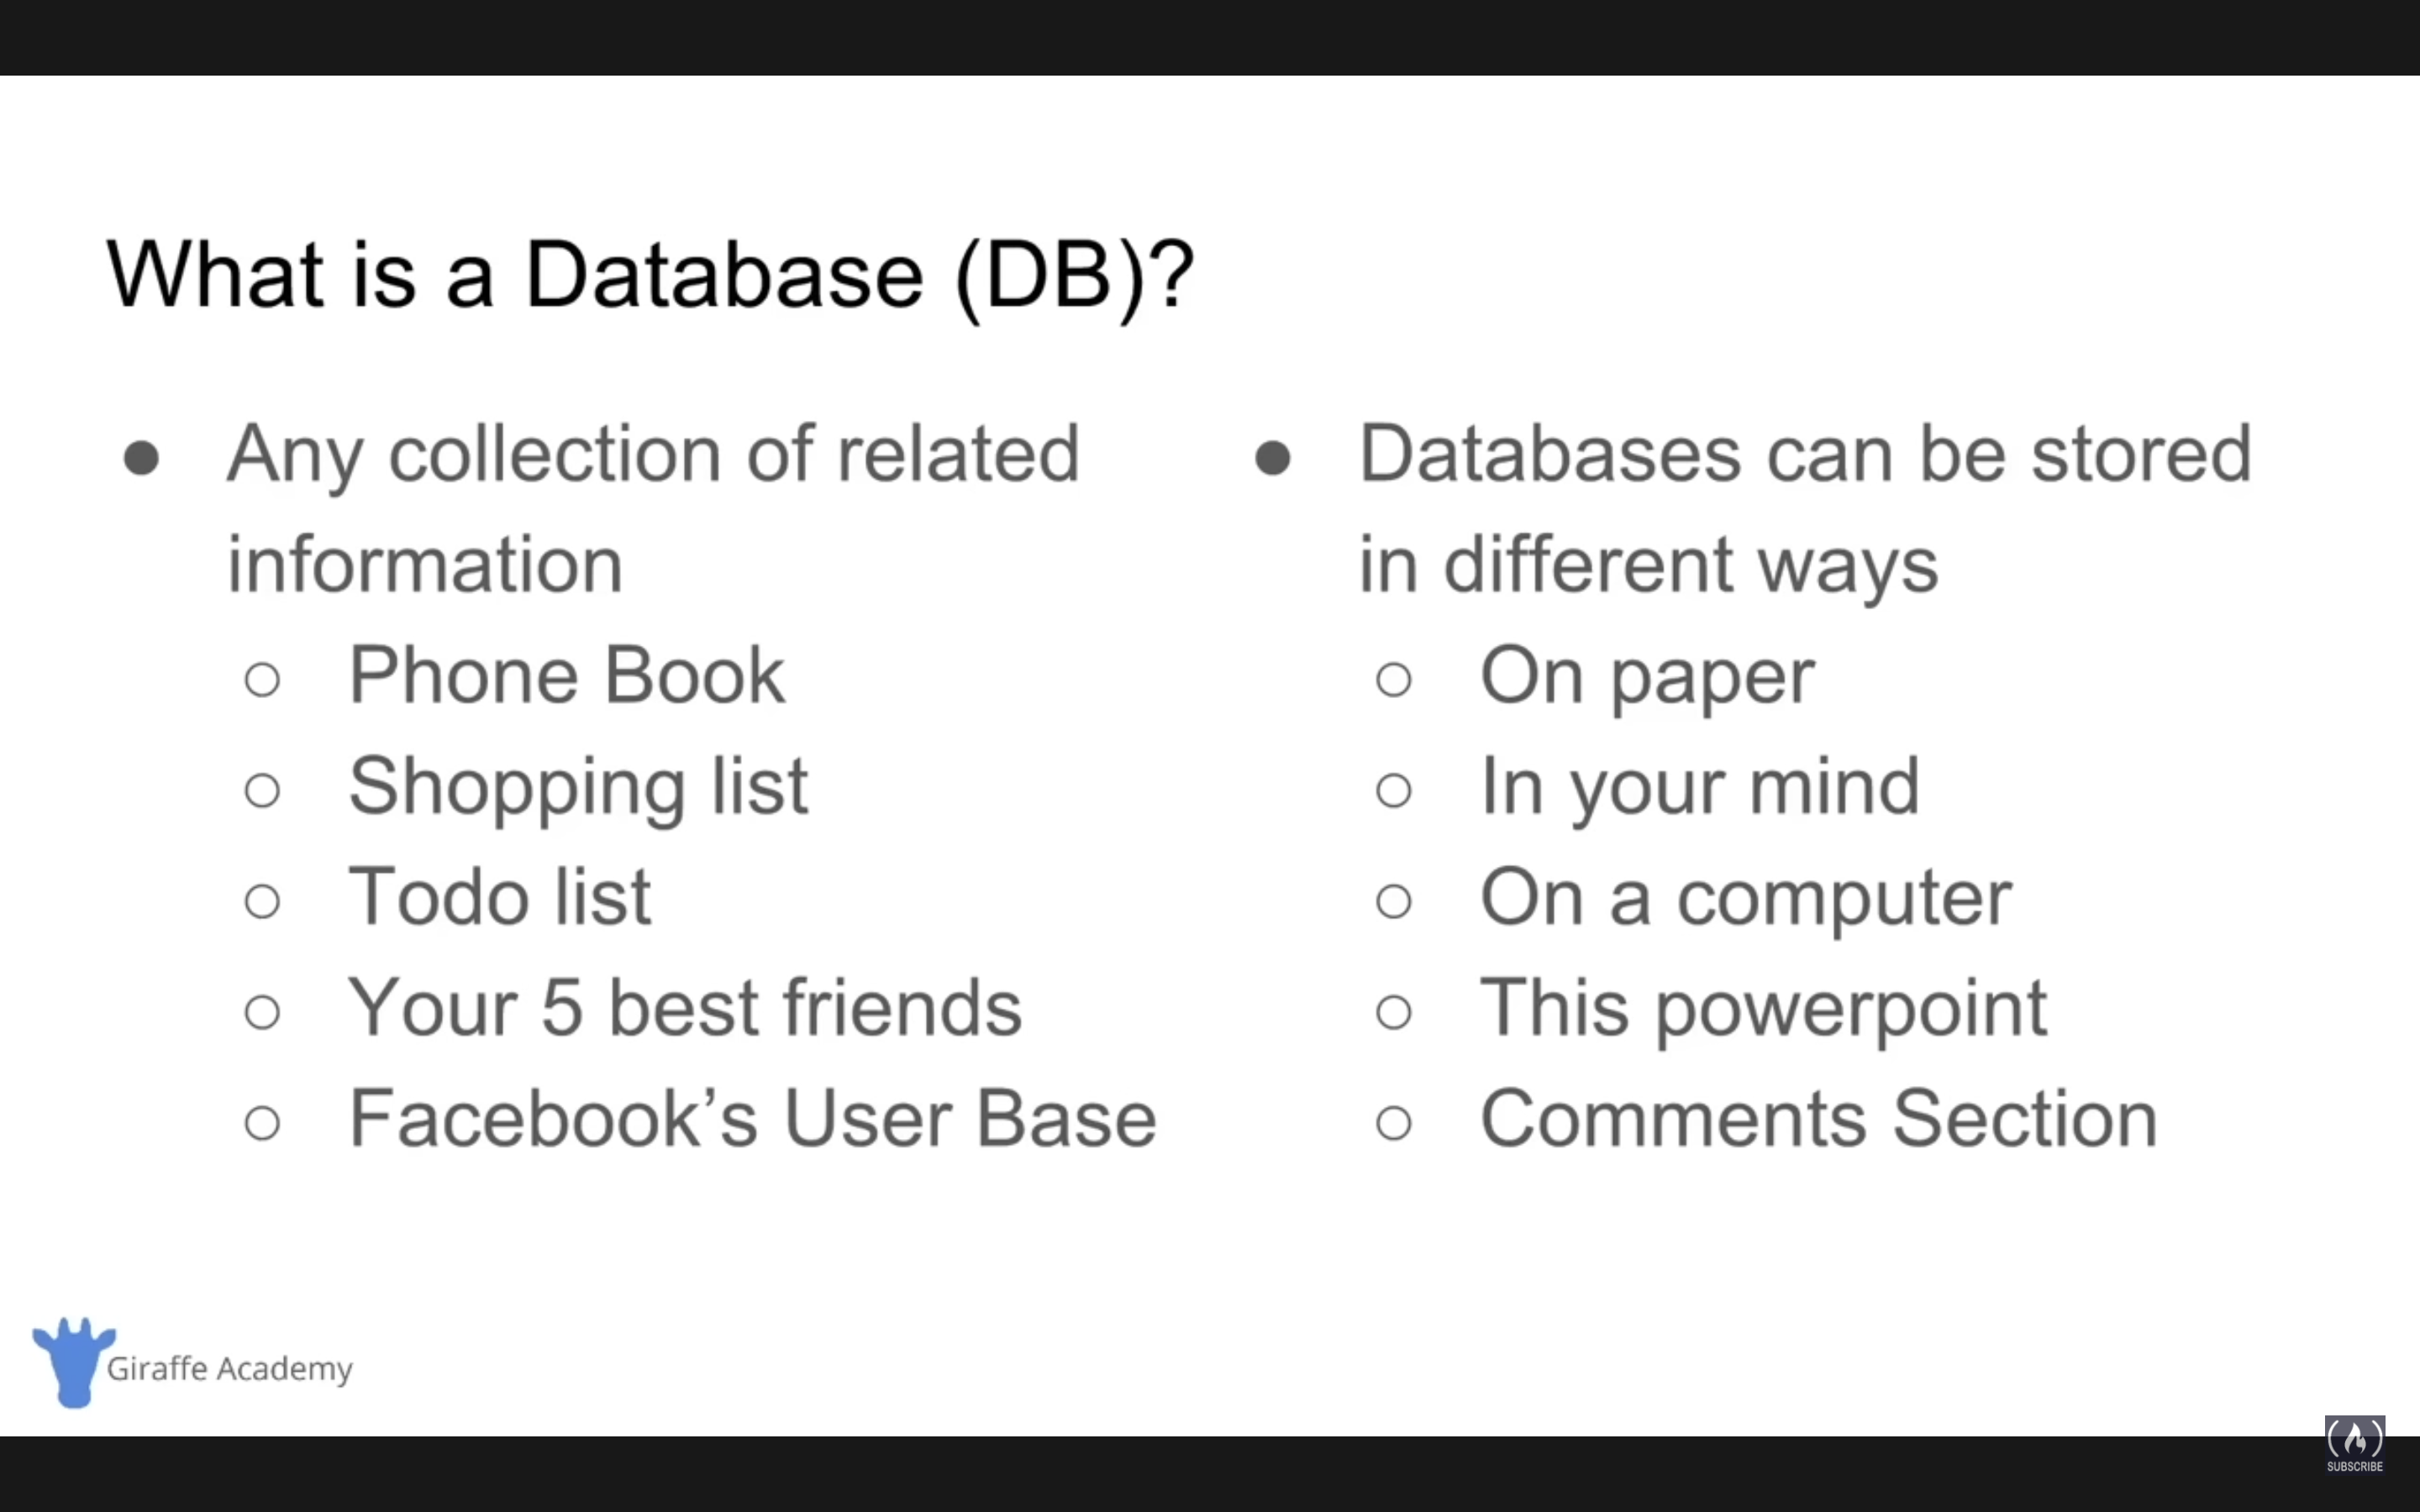 What is a Database (DB)?
● Any collection of related
information
○ Phone Book
○ Shopping list
○ Todo list
○ Your 5 best friends
○ Facebook’s User Base
● Databases can be stored
in different ways
○ On paper
○ In your mind
○ On a computer
○ This powerpoint
○ Comments Section
Giraffe Academy
SUBSCRIBE